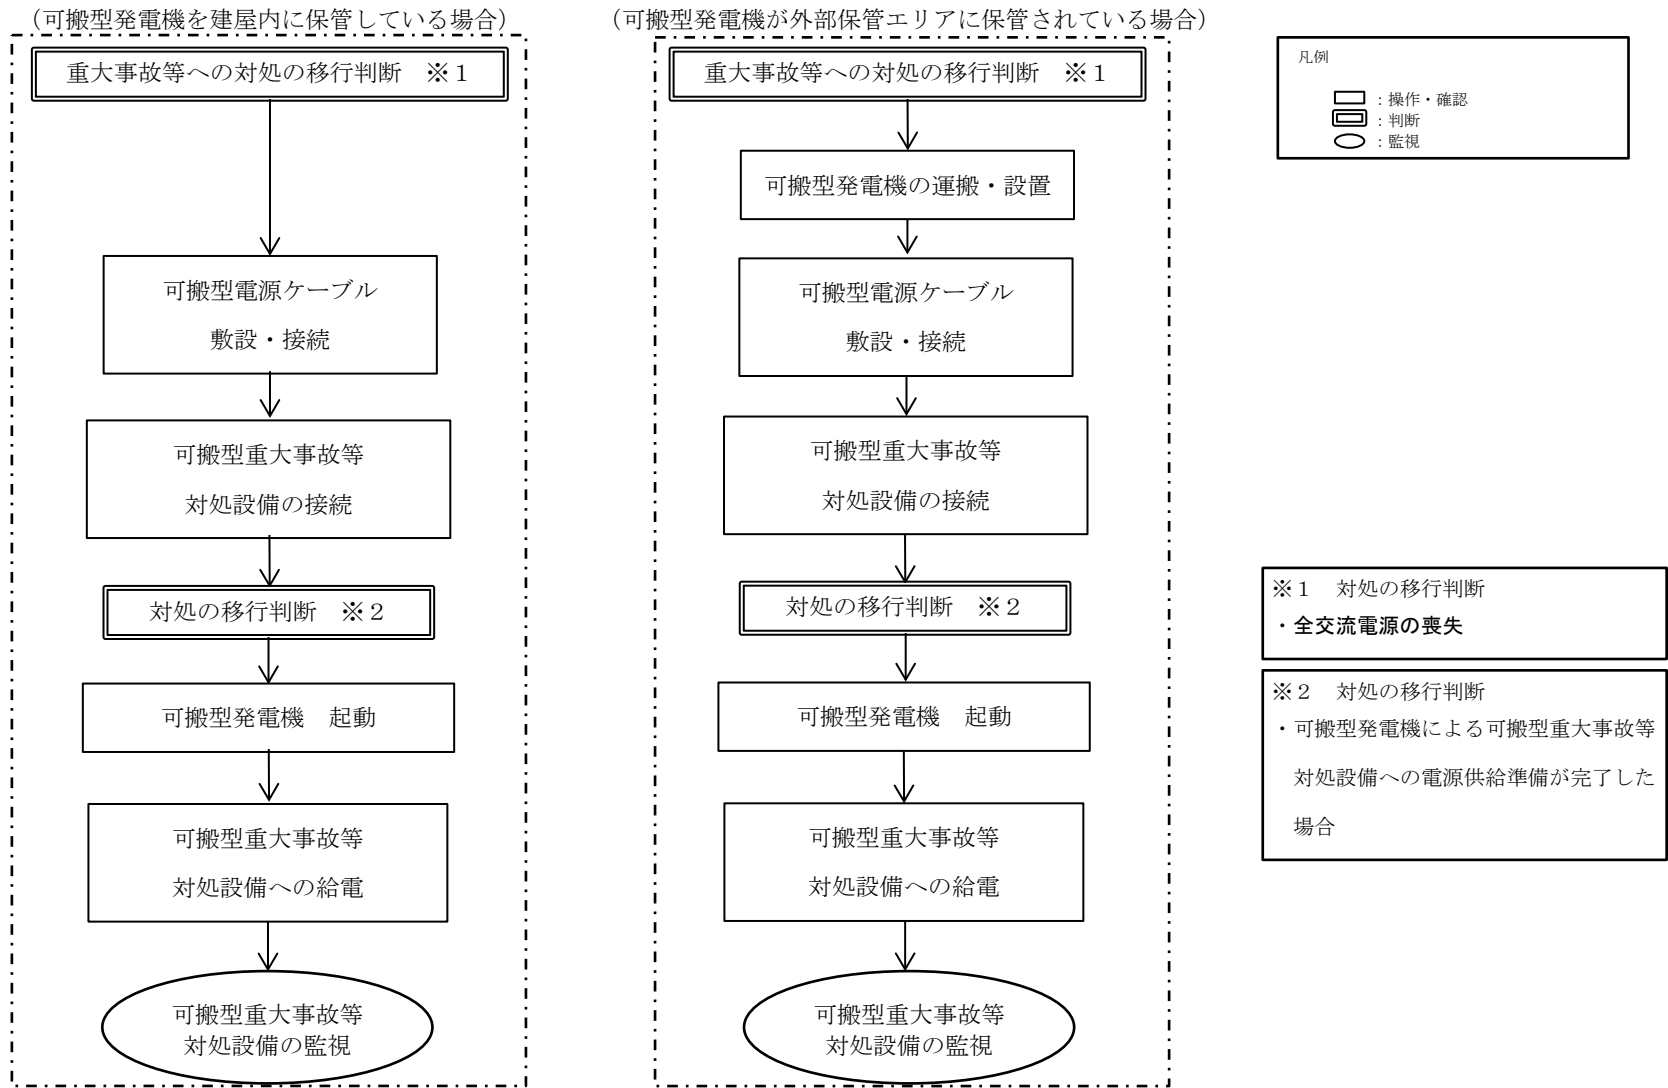 （可搬型発電機を建屋内に保管している場合）
重大事故等への対処の移行判断　※１
可搬型電源ケーブル
敷設・接続
可搬型重大事故等
対処設備の接続
対処の移行判断　※２
可搬型発電機　起動
可搬型重大事故等
対処設備への給電
可搬型重大事故等
対処設備の監視
（可搬型発電機が外部保管エリアに保管されている場合）
重大事故等への対処の移行判断　※１
可搬型発電機の運搬・設置
可搬型電源ケーブル
敷設・接続
可搬型重大事故等
対処設備の接続
対処の移行判断　※２
可搬型発電機　起動
可搬型重大事故等
対処設備への給電
可搬型重大事故等
対処設備の監視
凡例
：操作・確認
：判断
：監視
※１　対処の移行判断
・全交流電源の喪失
※２　対処の移行判断
・可搬型発電機による可搬型重大事故等
対処設備への電源供給準備が完了した
場合